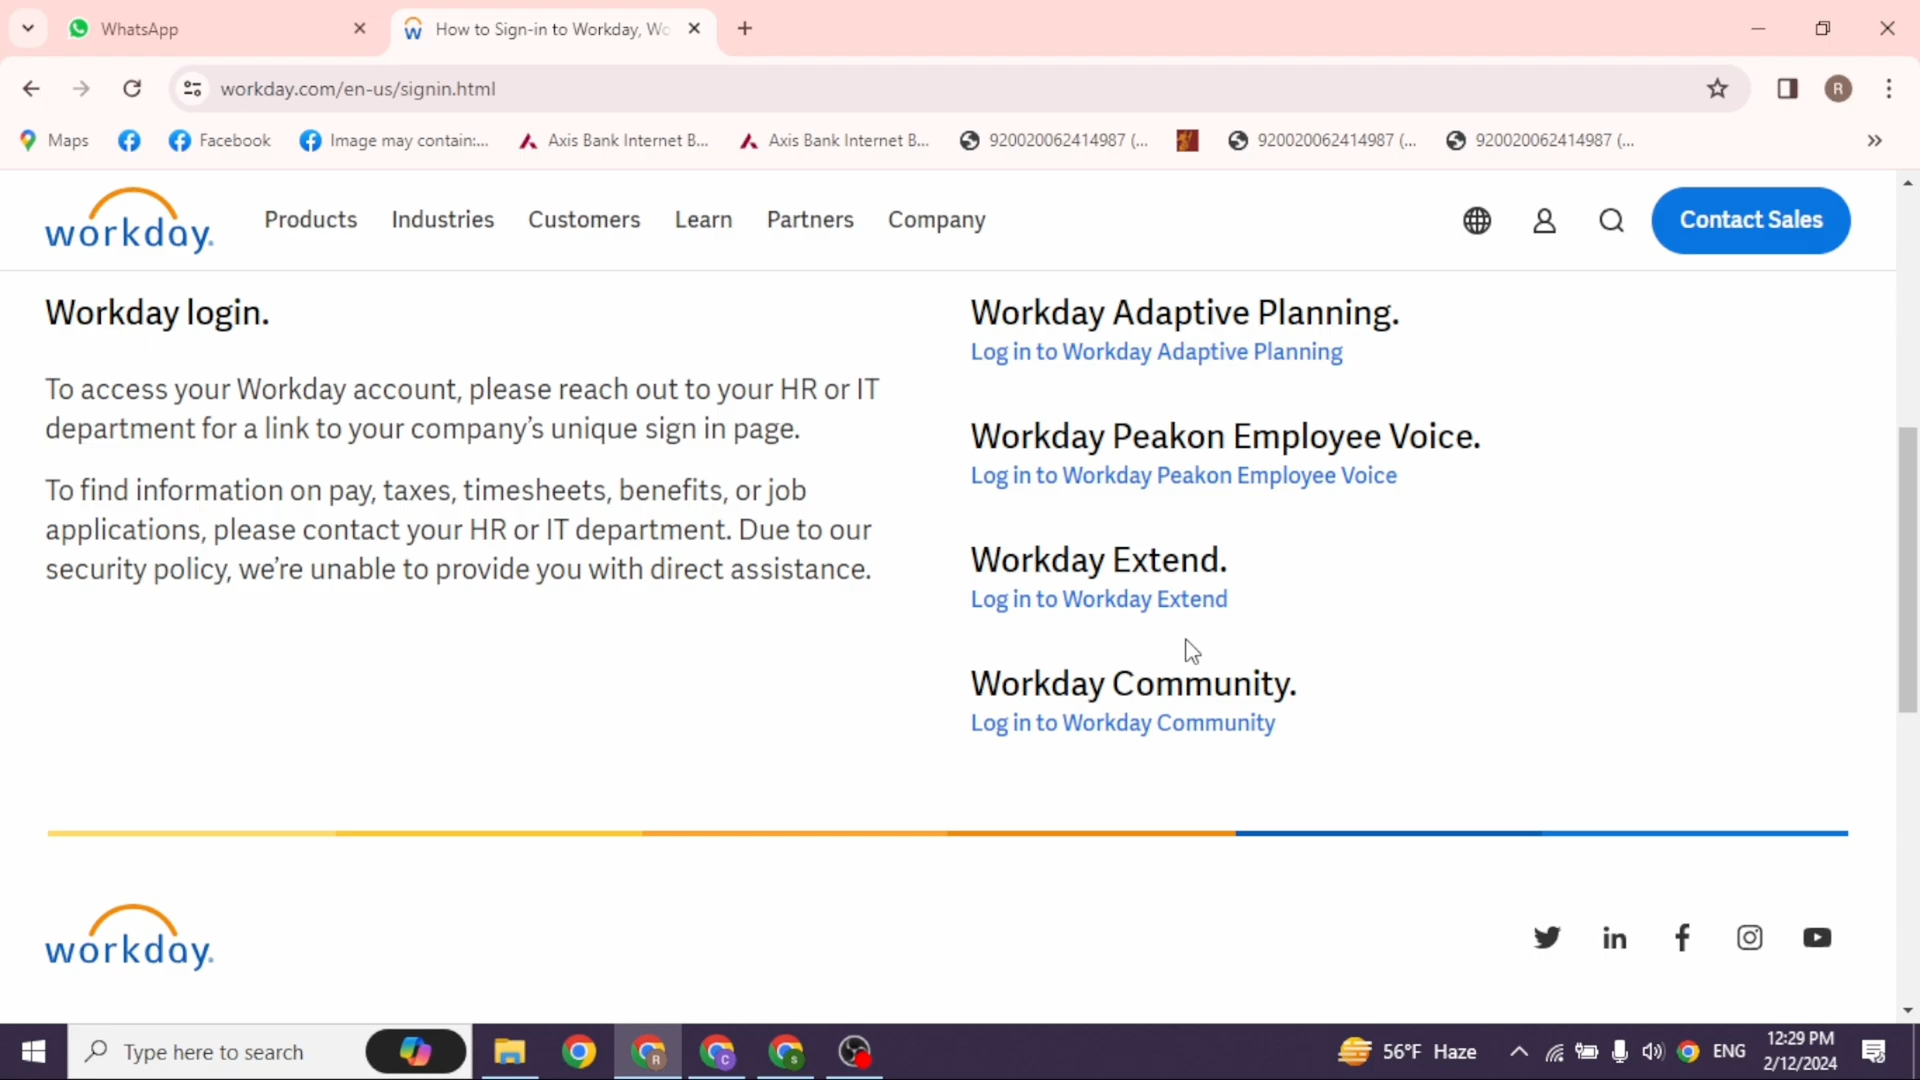 WhatsApp
How to Sign-in to Workday, Wo
workday.com/en-us/signin.html
R
Maps
Facebook
Image may contain:...
Axis Bank Internet B...
Axis Bank Internet B...
920020062414987 (...
920020062414987 (...
920020062414987 (...
workday.
Products
Industries
Customers
Learn
Partners
Company
Contact Sales
Workday login.
To access your Workday account, please reach out to your HR or IT
department for a link to your company’s unique sign in page.
To find information on pay, taxes, timesheets, benefits, or job
applications, please contact your HR or IT department. Due to our
security policy, we’re unable to provide you with direct assistance.
Workday Adaptive Planning.
Log in to Workday Adaptive Planning
Workday Peakon Employee Voice.
Log in to Workday Peakon Employee Voice
Workday Extend.
Log in to Workday Extend
Workday Community.
Log in to Workday Community
workday.
Type here to search
R
C
S
56°F Haze
ENG
12:29 PM
2/12/2024